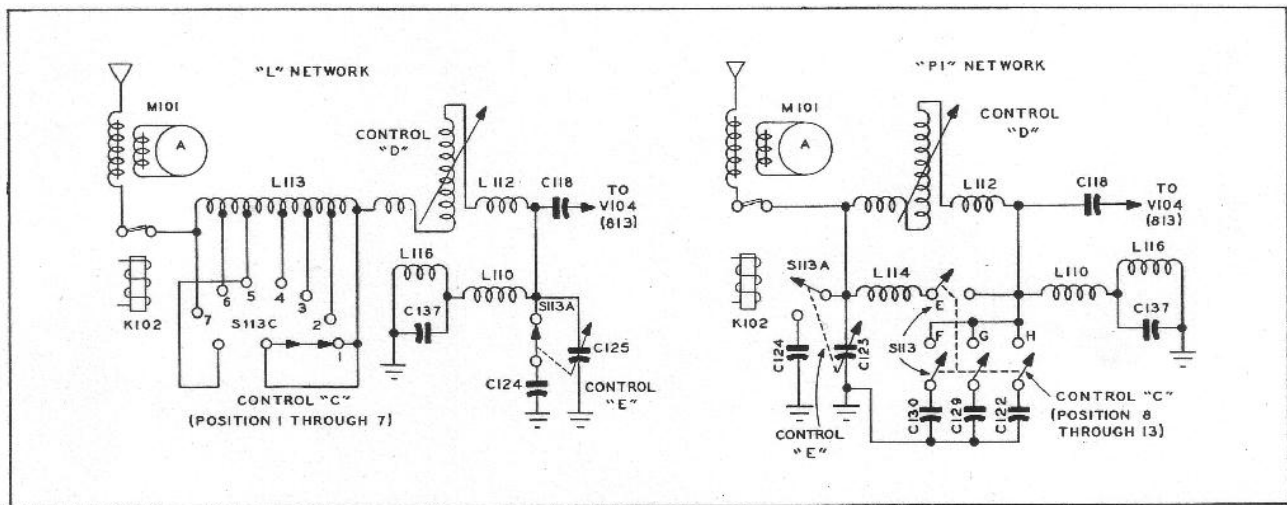 "L" NETWORK
M101
A
CONTROL
"D"
L113
L112
C118
TO
V104
(813)
L116
L110
6
5
4
3
7
2
K102
S113C
1
C137
S113A
C125
C124
CONTROL
"E"
CONTROL "C"
(POSITION 1 THROUGH 7)
"PI" NETWORK
M101
A
CONTROL
"D"
L112
C118
TO
V104
(813)
L116
S113A
L114
L110
E
K102
C137
F
G
H
S113
C124
C125
CONTROL
"E"
C130
C129
C122
CONTROL "C"
(POSITION 8
THROUGH 13)